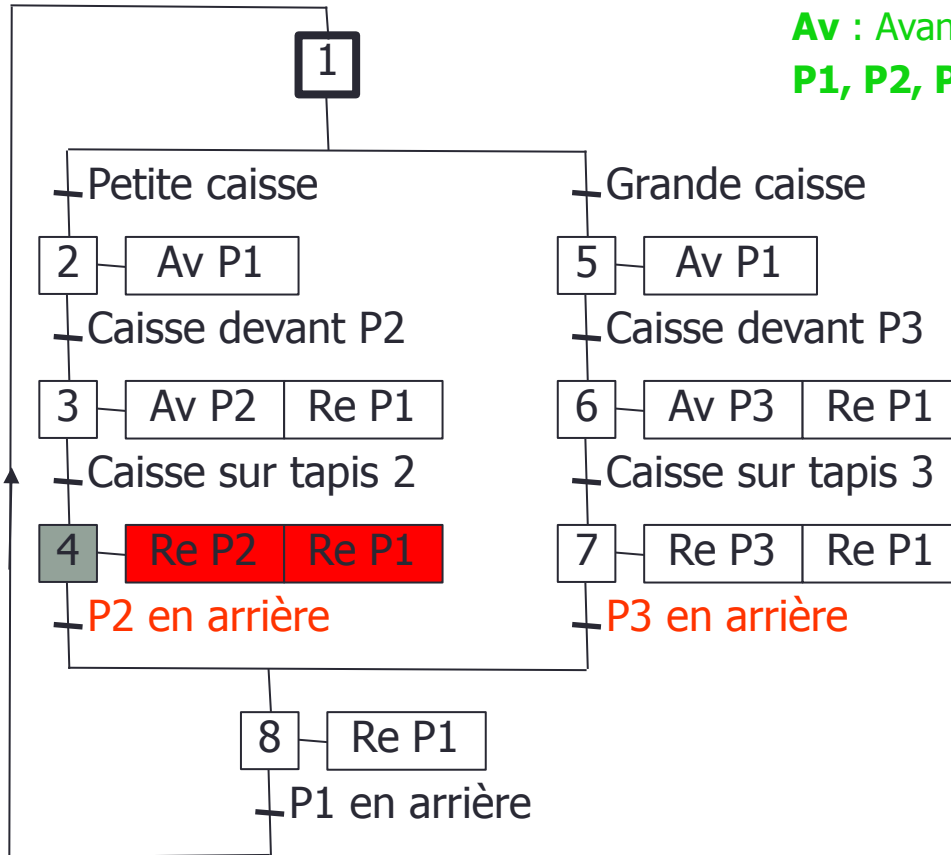 Av :
P1, P2,
1
Petite caisse
Grande caisse
2 Av P1
5 Av P1
Caisse devant P2
Caisse devant P3
3 Av P2 Re P1
6 Av P3 Re P1
Caisse sur tapis 2
Caisse sur tapis 3
4 Re P2 Re P1
7 Re P3 Re P1
P2 en arrière
P3 en arrière
8 Re P1
P1 en arrière